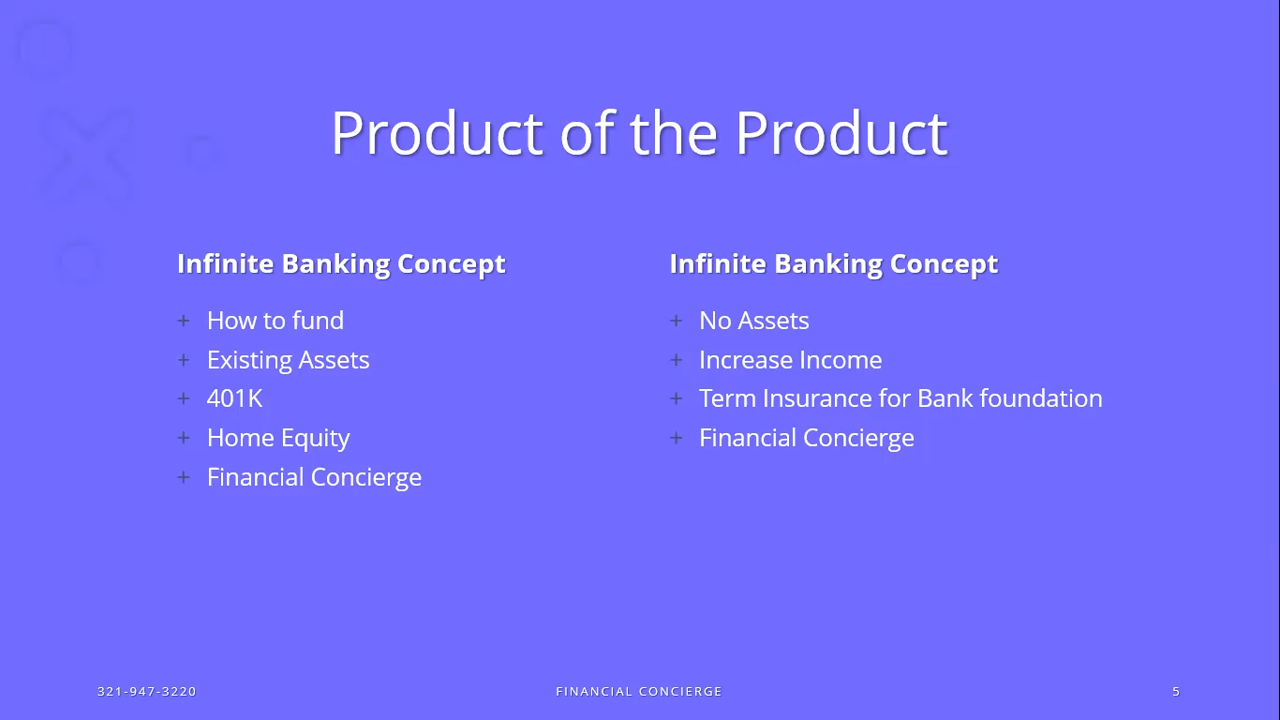 Product of the Product
Infinite Banking Concept
+ How to fund
+ Existing Assets
+ 401K
+ Home Equity
+ Financial Concierge
Infinite Banking Concept
+ No Assets
+ Increase Income
+ Term Insurance for Bank foundation
+ Financial Concierge
321-947-3220
FINANCIAL CONCIERGE
5